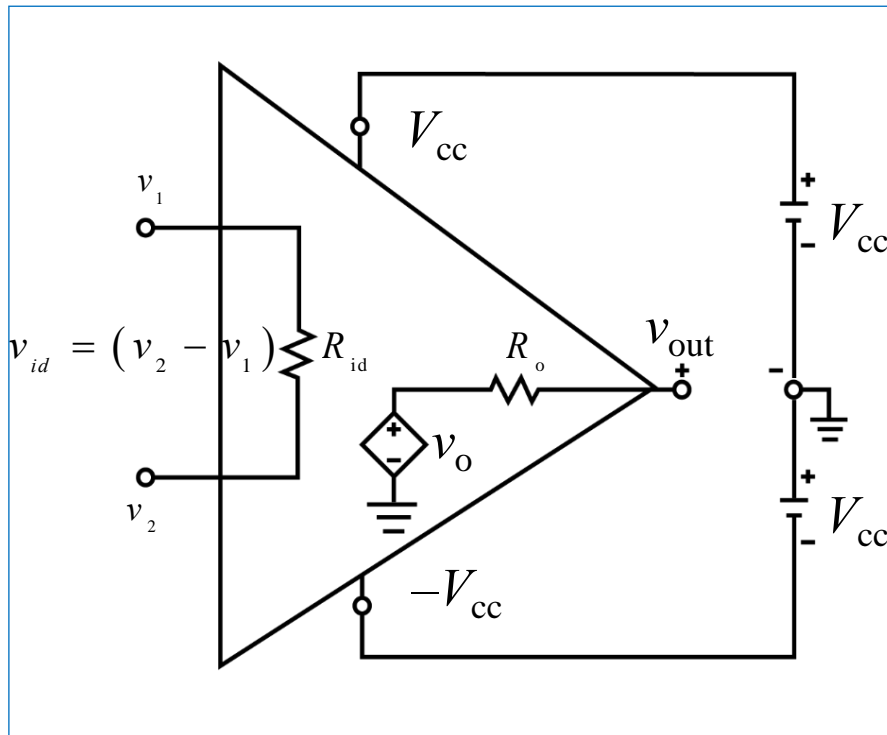 V_cc
+
v_1
V_cc
-
v_id = (v_2 - v_1) R_id
R_o
v_out
+
-
+
-
v_o
+
v_2
V_cc
-V_cc
-